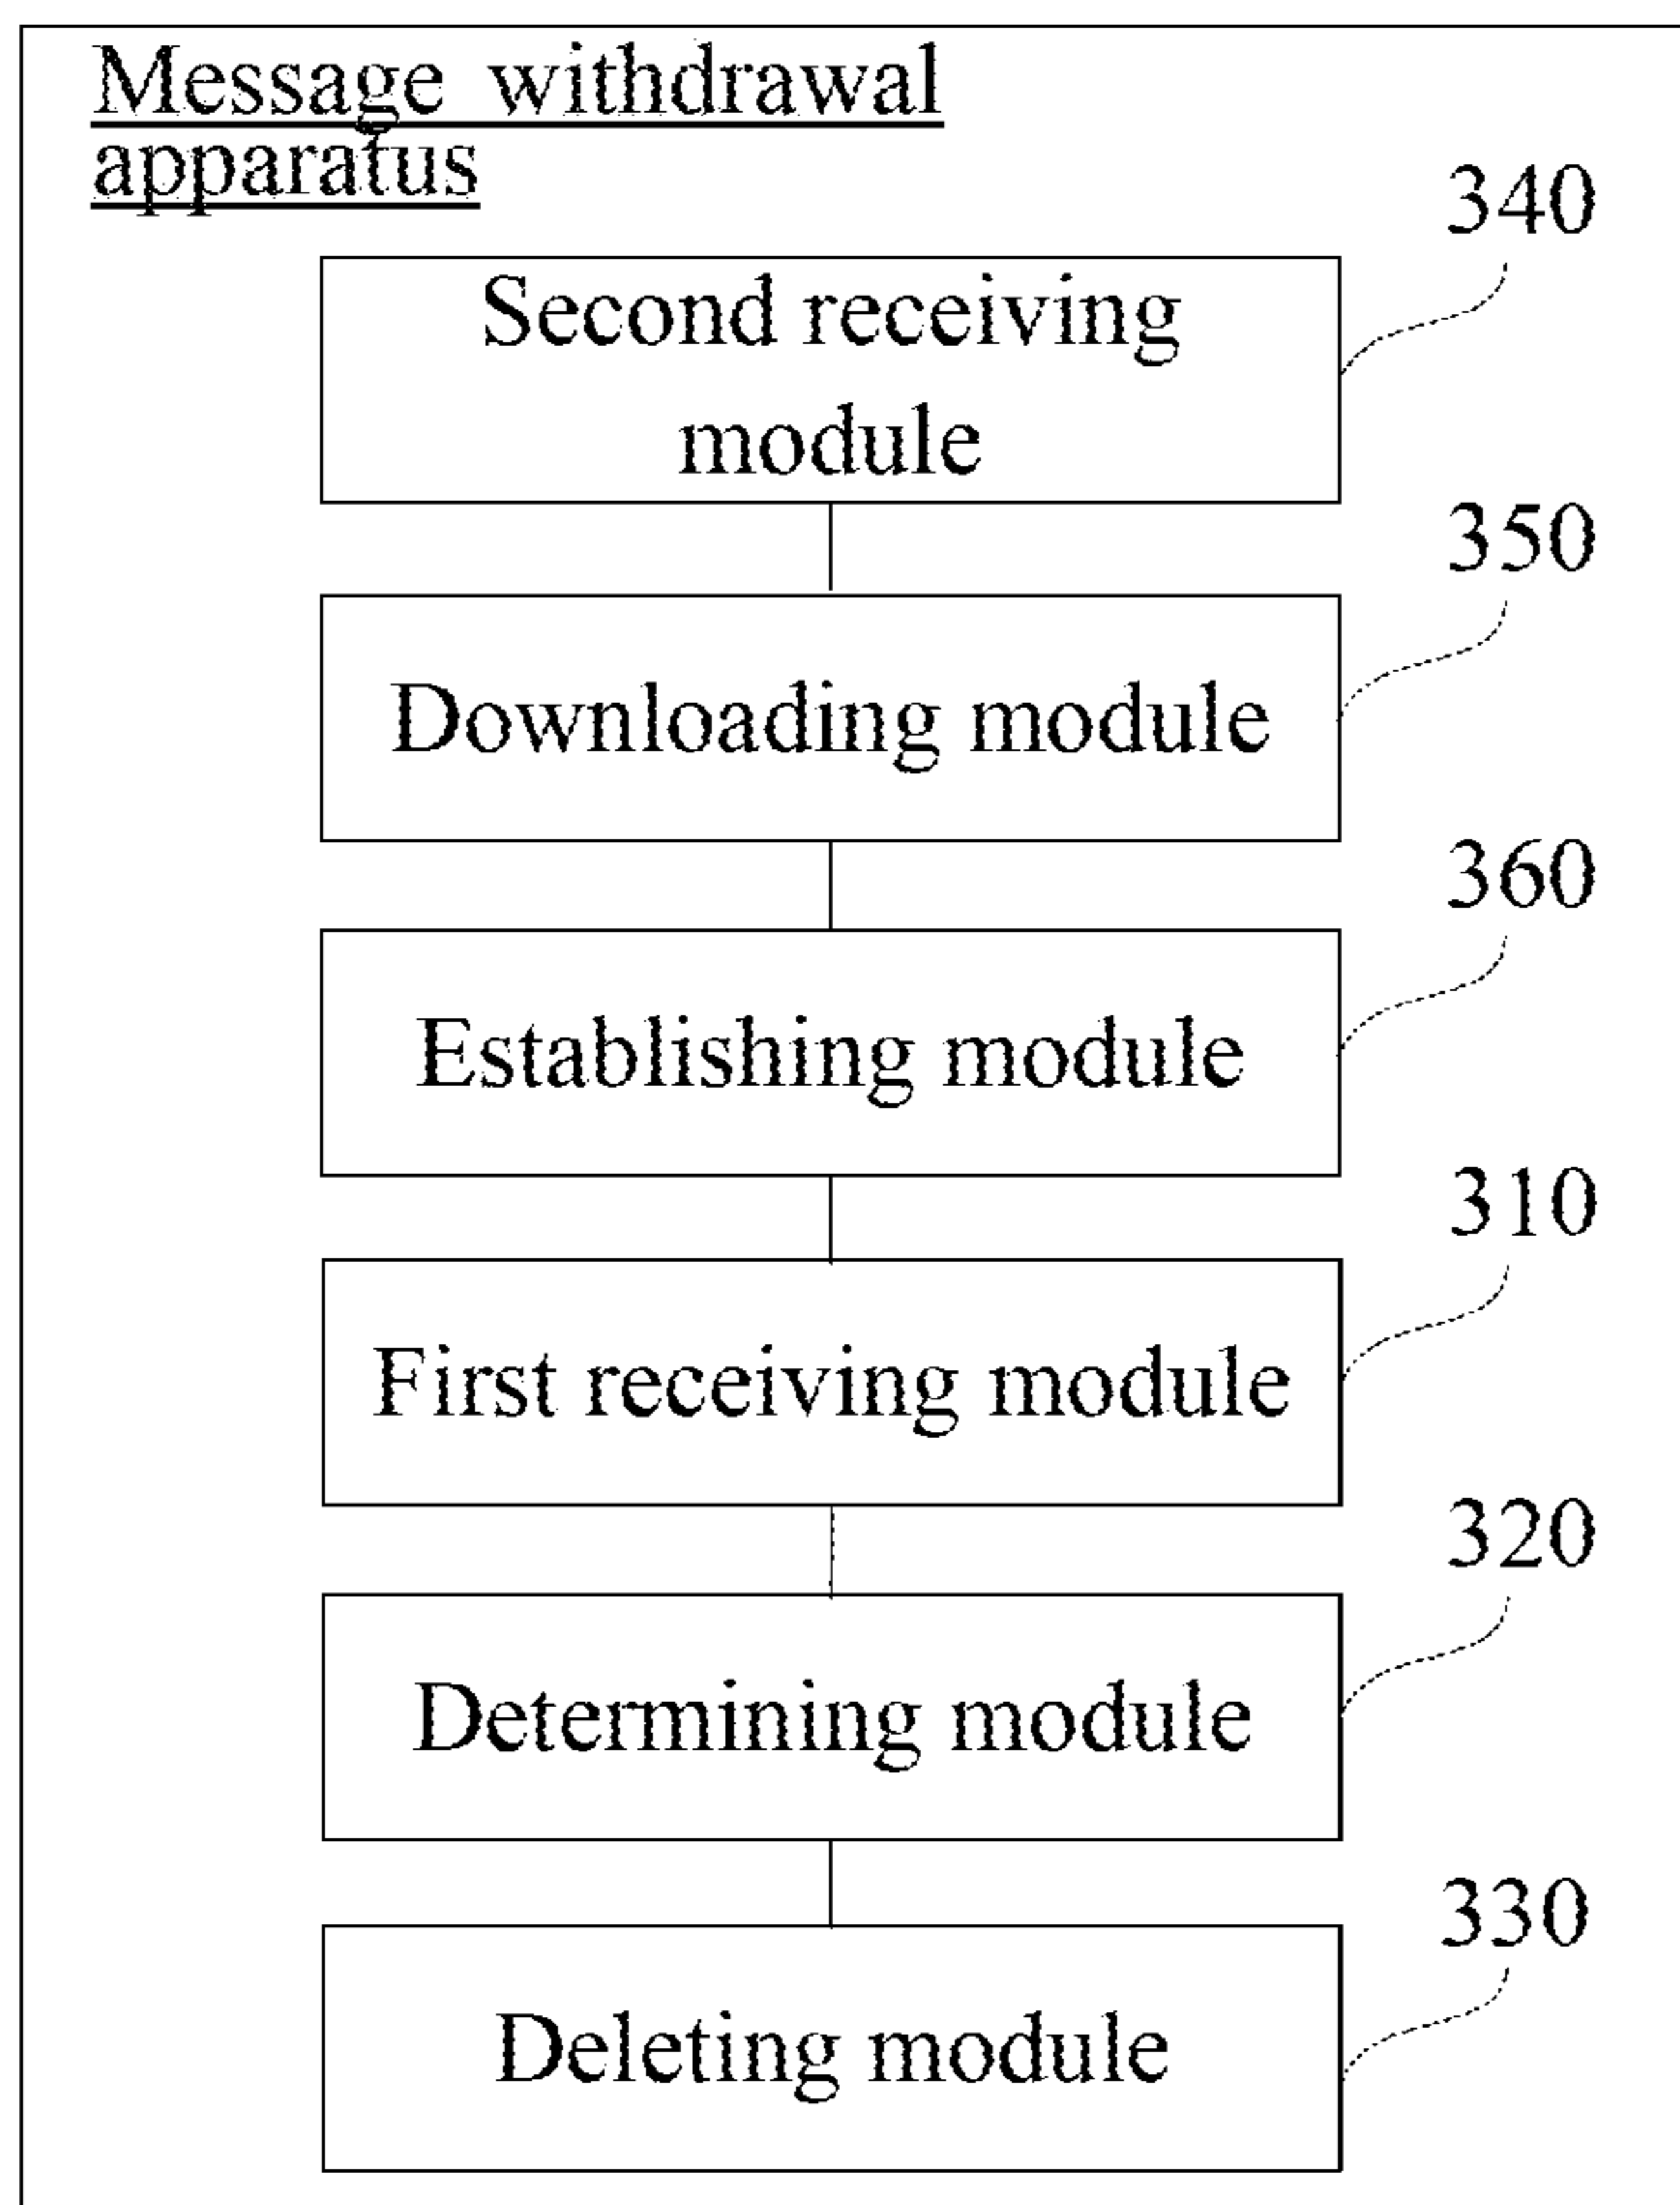 Message withdrawal
apparatus
340
Second receiving
module
350
Downloading module
360
Establishing module
310
First receiving module
320
Determining module
330
Deleting module